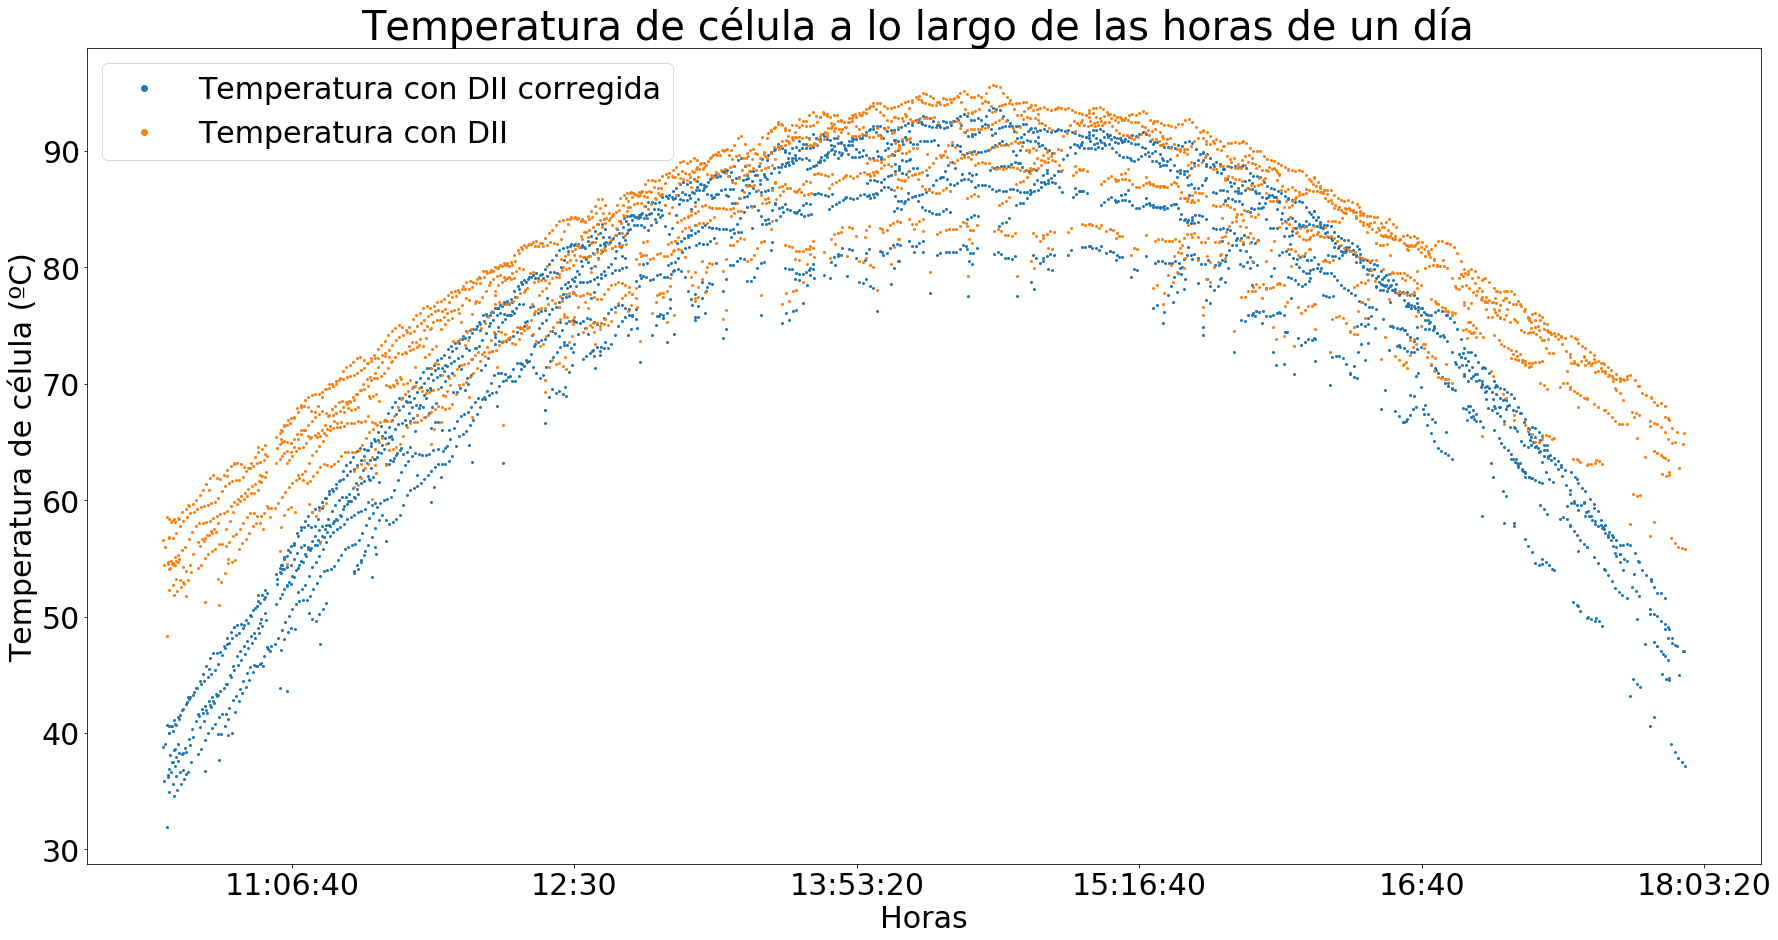 Temperatura de célula a lo largo de las horas de un día
Temperatura con DII corregida
Temperatura con DII
Temperatura de célula (ºC)
90
80
70
60
50
40
30
11:06:40 12:30 13:53:20 15:16:40 16:40 18:03:20
Horas